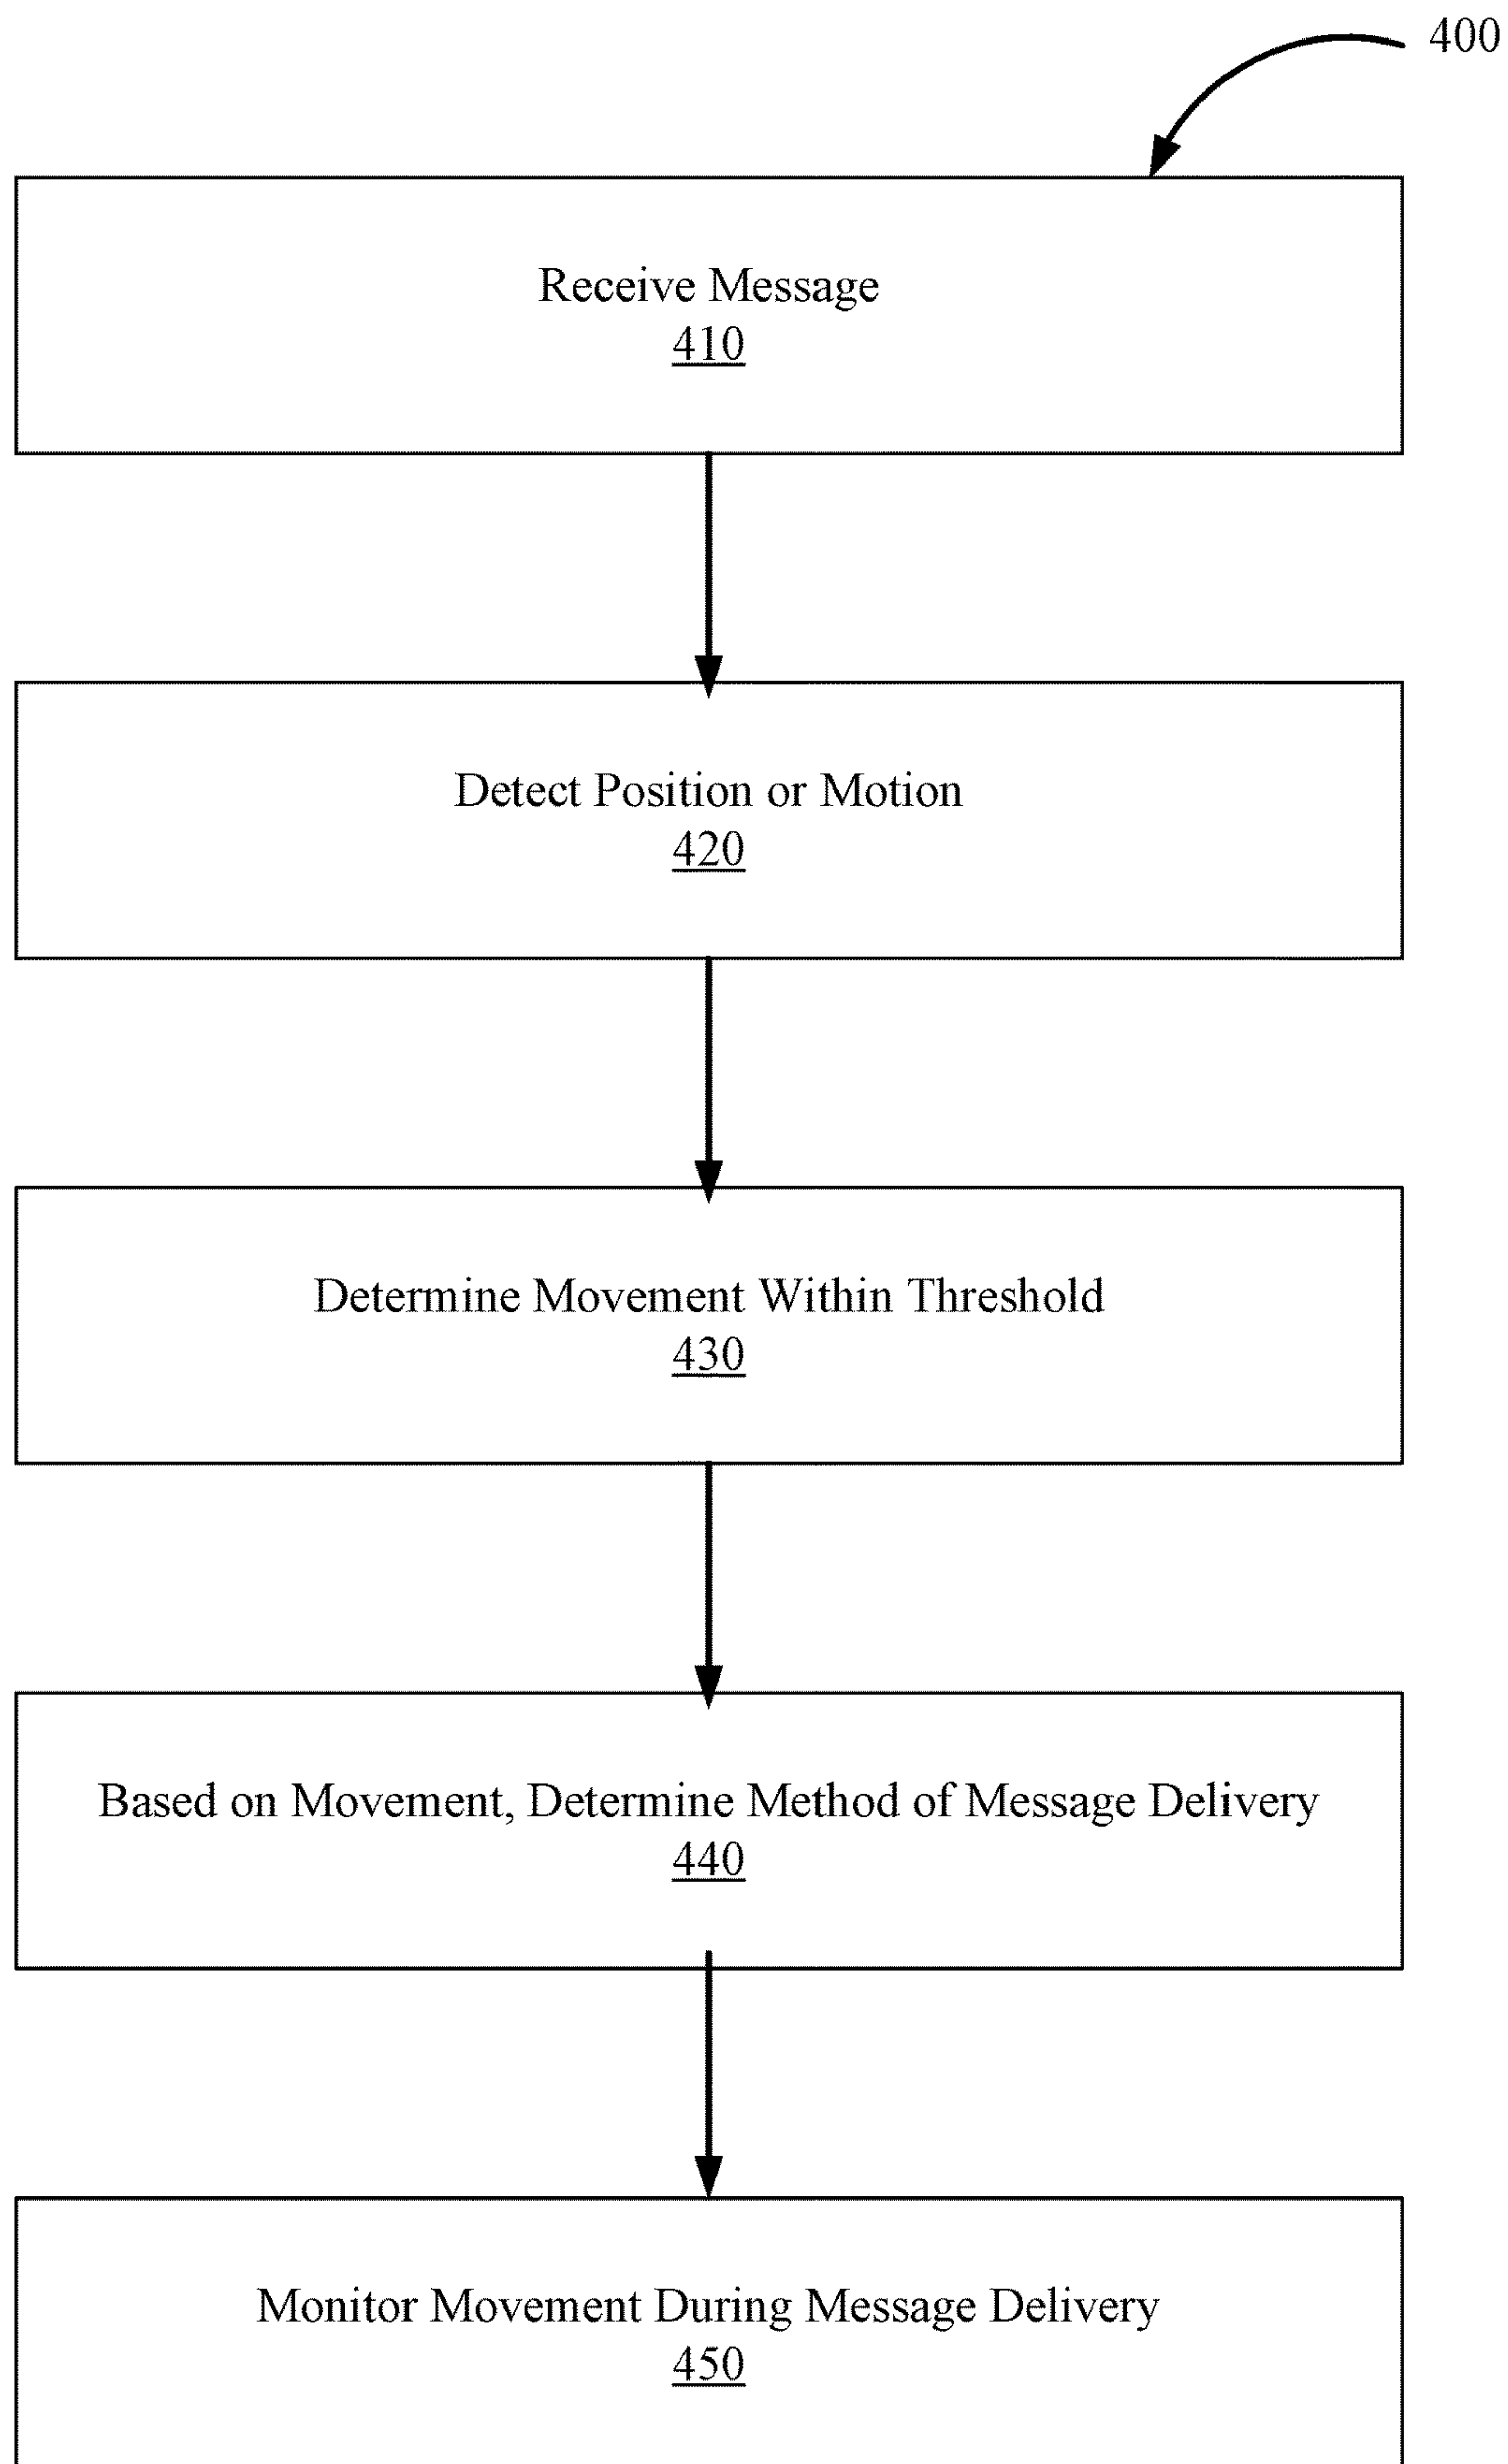 400
Receive Message
410
Detect Position or Motion
420
Determine Movement Within Threshold
430
Based on Movement, Determine Method of Message Delivery
440
Monitor Movement During Message Delivery
450